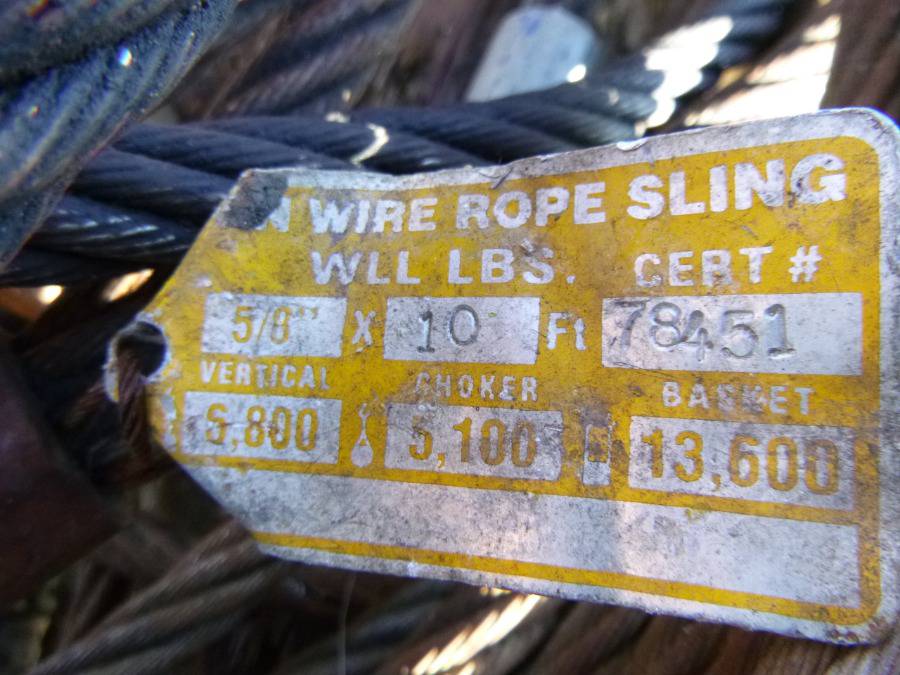 WIRE ROPE SLING
WLL LBS. CERT #
5/8" X 10 Ft 78451
VERTICAL CHOKER BASKET
6,800 5,100 13,600